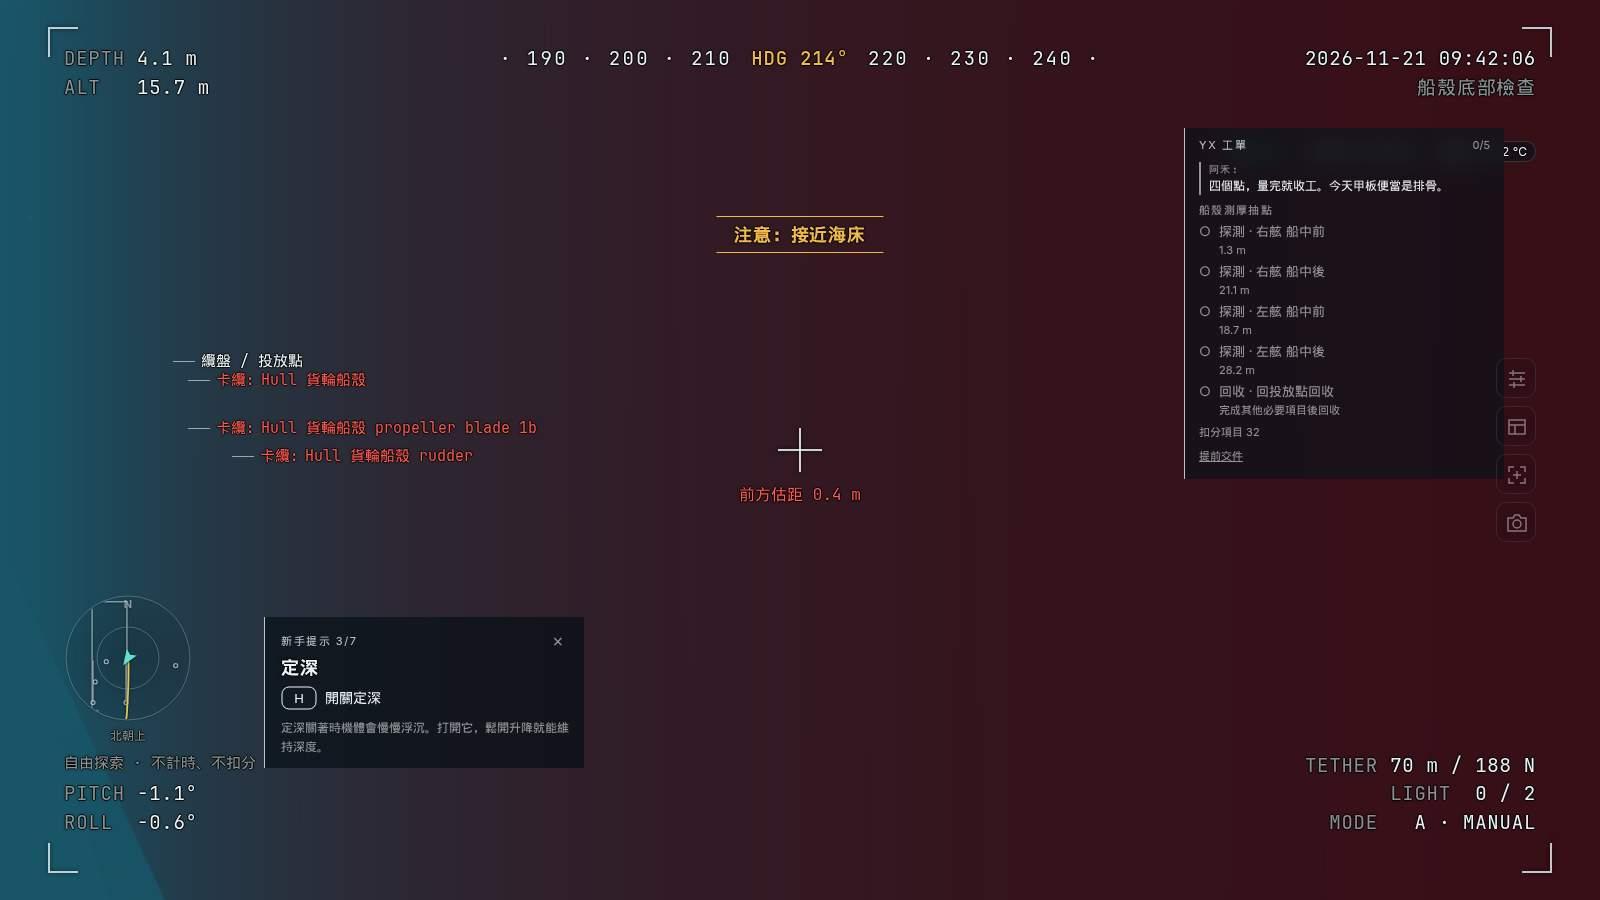 DEPTH 4.1 m
ALT 15.7 m
· 190 · 200 · 210 HDG 214° 220 · 230 · 240 ·
2026-11-21 09:42:06
船殼底部檢查
2 °C
YX 工單 0/5
阿禾：
四個點，量完就收工。今天甲板便當是排骨。
船殼測厚抽點
探測 · 右舷 船中前
1.3 m
探測 · 右舷 船中後
21.1 m
探測 · 左舷 船中前
18.7 m
探測 · 左舷 船中後
28.2 m
回收 · 回投放點回收
完成其他必要項目後回收
扣分項目 32
提前交件
注意：接近海床
纜盤 / 投放點
卡纜：Hull 貨輪船殼
卡纜：Hull 貨輪船殼 propeller blade 1b
卡纜：Hull 貨輪船殼 rudder
前方估距 0.4 m
N
北朝上
新手提示 3/7
定深
H 開關定深
定深關著時機體會慢慢浮沉。打開它，鬆開升降就能維
持深度。
自由探索 · 不計時、不扣分
PITCH -1.1°
ROLL -0.6°
TETHER 70 m / 188 N
LIGHT 0 / 2
MODE A · MANUAL